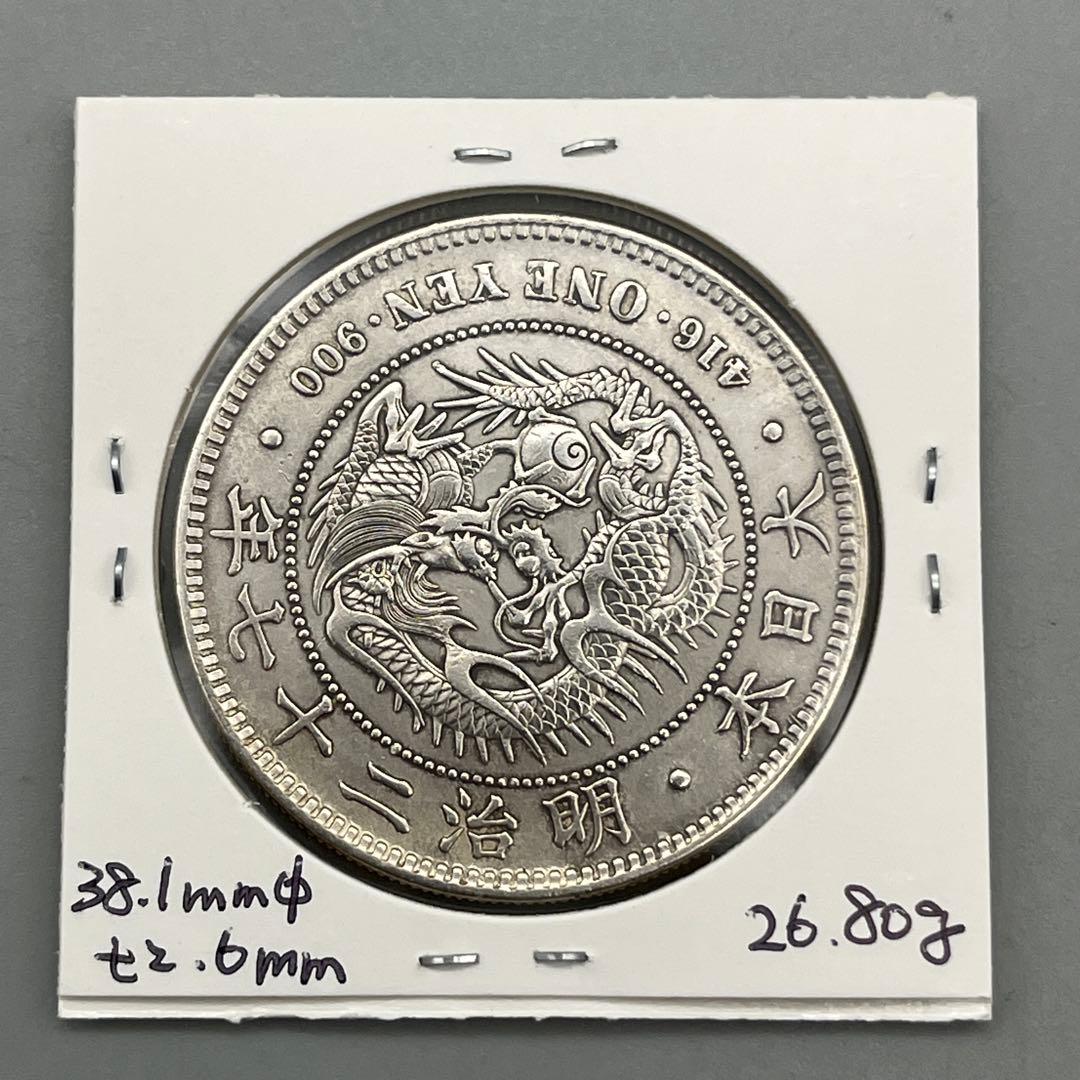 大日本・明治二十七年
416・ONE YEN・900
38.1mmφ
t2.6mm
26.80g